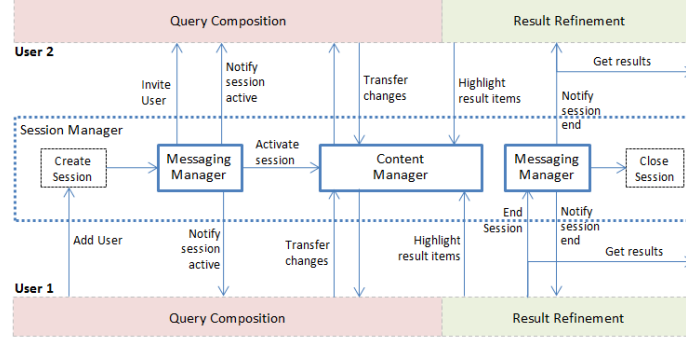 Query Composition
Result Refinement
User 2
Invite
User
Notify
session
active
Transfer
changes
Highlight
result items
Get results
Notify
session
end
Session Manager
Create
Session
Messaging
Manager
Activate
session
Content
Manager
Messaging
Manager
Close
Session
Add User
Notify
session
active
Transfer
changes
Highlight
result items
End
Session
Notify
session
end
Get results
User 1
Query Composition
Result Refinement